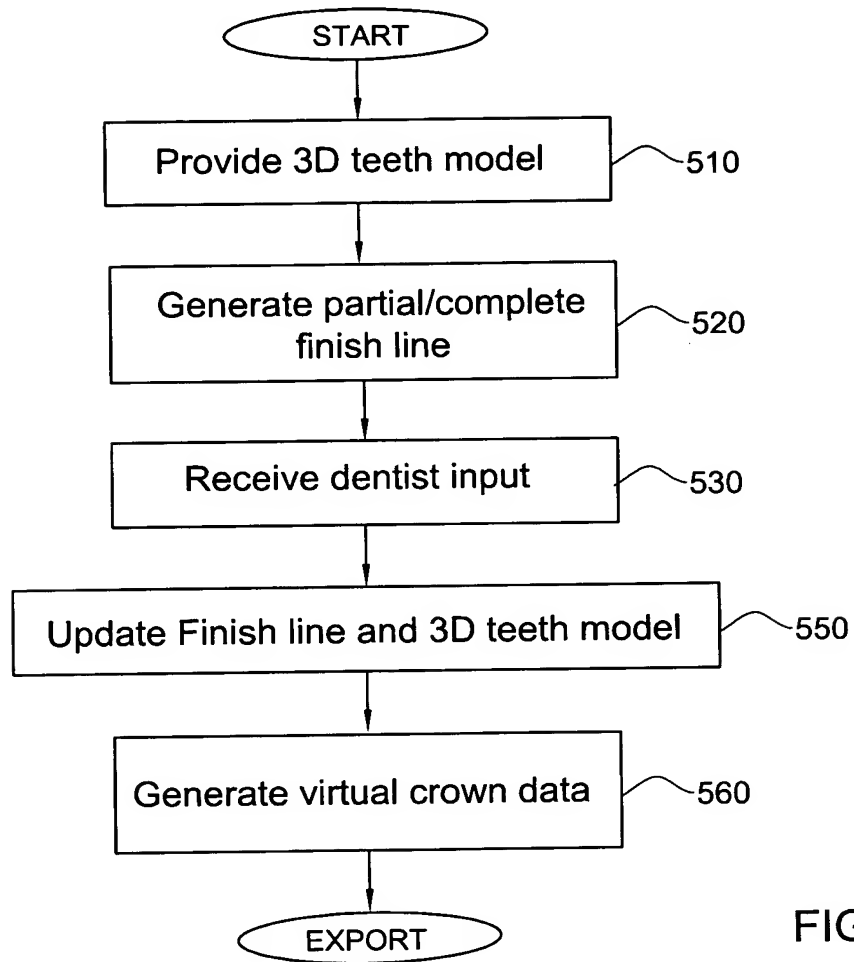 START
Provide 3D teeth model
510
Generate partial/complete
finish line
520
Receive dentist input
530
Update Finish line and 3D teeth model
550
Generate virtual crown data
560
EXPORT
FIG